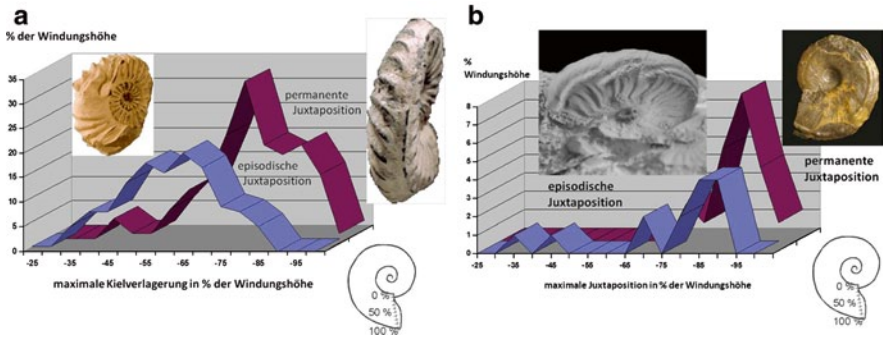 a
% der Windungshöhe
35
30
25
20
15
10
5
0
permanente
Juxtaposition
episodische
Juxtaposition
-25 -35 -45 -55 -65 -75 -85 -95
maximale Kielverlagerung in % der Windungshöhe
0 %
50 %
100 %
b
%
Windungshöhe
8
7
6
5
4
3
2
1
0
episodische
Juxtaposition
permanente
Juxtaposition
-25 -35 -45 -55 -65 -75 -85 -95
maximale Juxtaposition in % der Windungshöhe
0 %
50 %
100 %